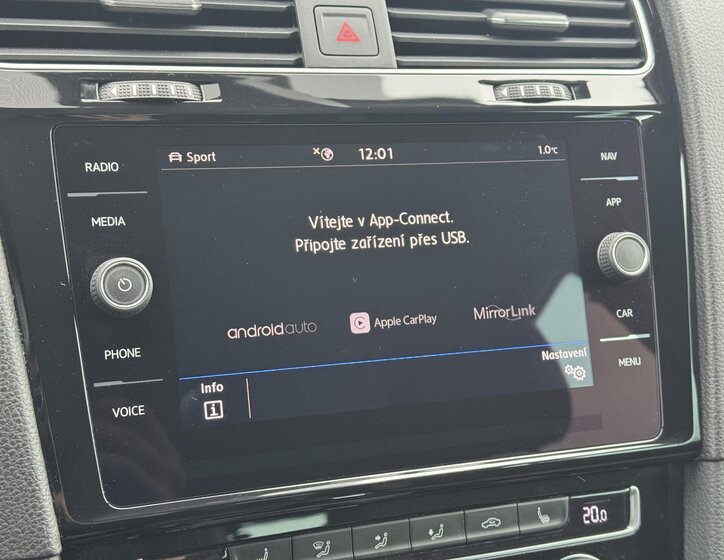 RADIO
MEDIA
PHONE
VOICE
Sport
12:01
1.0°C
Vítejte v App-Connect.
Připojte zařízení přes USB.
androidauto
Apple CarPlay
MirrorLink
Info
Nastavení
NAV
APP
CAR
MENU
20.0